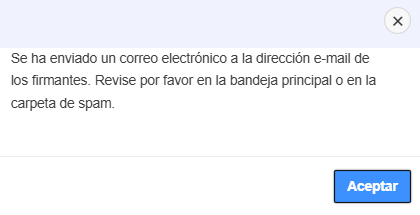 Se ha enviado un correo electrónico a la dirección e-mail de
los firmantes. Revise por favor en la bandeja principal o en la
carpeta de spam.
Aceptar